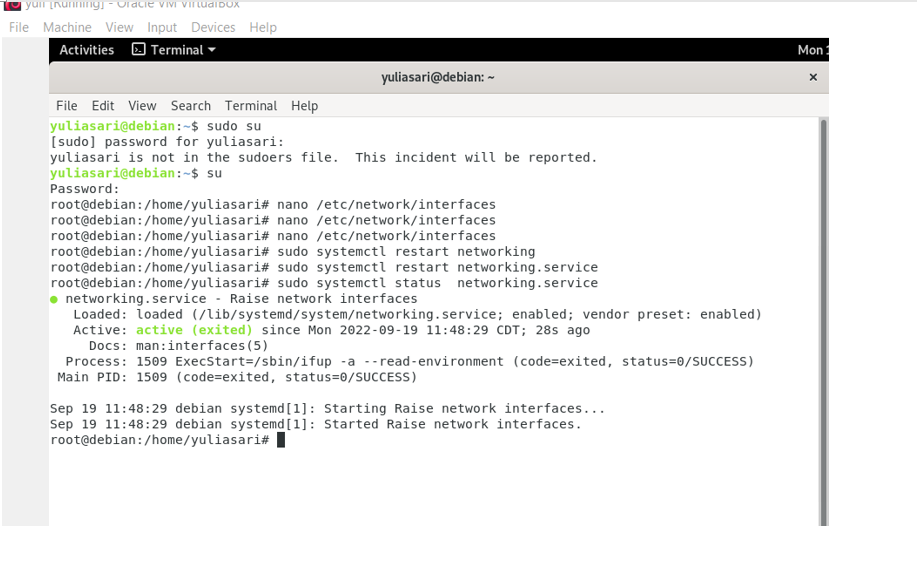 yuli [Running] - Oracle VM VirtualBox
File Machine View Input Devices Help
Activities Terminal Mon 1
yuliasari@debian: ~ ×
File Edit View Search Terminal Help
yuliasari@debian:~$ sudo su
[sudo] password for yuliasari:
yuliasari is not in the sudoers file.  This incident will be reported.
yuliasari@debian:~$ su
Password:
root@debian:/home/yuliasari# nano /etc/network/interfaces
root@debian:/home/yuliasari# nano /etc/network/interfaces
root@debian:/home/yuliasari# nano /etc/network/interfaces
root@debian:/home/yuliasari# sudo systemctl restart networking
root@debian:/home/yuliasari# sudo systemctl restart networking.service
root@debian:/home/yuliasari# sudo systemctl status  networking.service
● networking.service - Raise network interfaces
   Loaded: loaded (/lib/systemd/system/networking.service; enabled; vendor preset: enabled)
   Active: active (exited) since Mon 2022-09-19 11:48:29 CDT; 28s ago
     Docs: man:interfaces(5)
  Process: 1509 ExecStart=/sbin/ifup -a --read-environment (code=exited, status=0/SUCCESS)
 Main PID: 1509 (code=exited, status=0/SUCCESS)
Sep 19 11:48:29 debian systemd[1]: Starting Raise network interfaces...
Sep 19 11:48:29 debian systemd[1]: Started Raise network interfaces.
root@debian:/home/yuliasari#